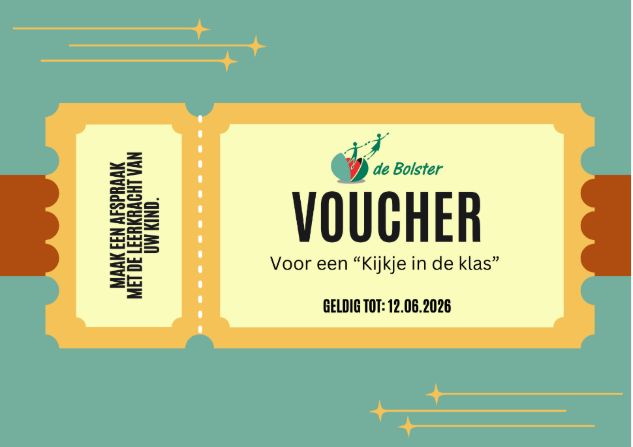 MAAK EEN AFSPRAAK
MET DE LEERKRACHT VAN
UW KIND.
de Bolster
VOUCHER
Voor een “Kijkje in de klas”
GELDIG TOT: 12.06.2026